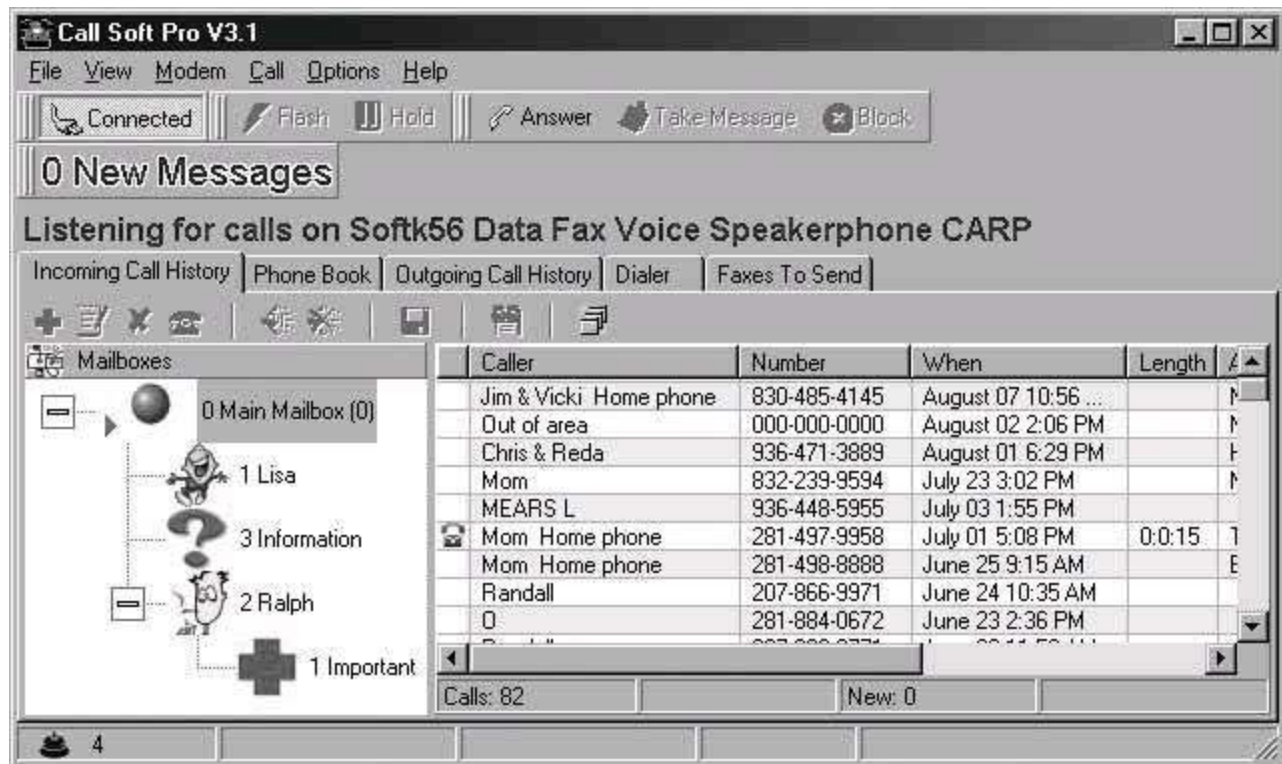 Call Soft Pro V3.1
File View Modem Call Options Help
Connected Flash Hold Answer Take Message Block
0 New Messages
Listening for calls on Softk56 Data Fax Voice Speakerphone CARP
Incoming Call History Phone Book Outgoing Call History Dialer Faxes To Send
Mailboxes
0 Main Mailbox (0)
1 Lisa
3 Information
2 Ralph
1 Important
Caller Number When Length A
Jim & Vicki Home phone 830-485-4145 August 07 10:56 ...
Out of area 000-000-0000 August 02 2:06 PM
Chris & Reda 936-471-3889 August 01 6:29 PM
Mom 832-239-9594 July 23 3:02 PM
MEARS L 936-448-5955 July 03 1:55 PM
Mom Home phone 281-497-9958 July 01 5:08 PM 0:0:15
Mom Home phone 281-498-8888 June 25 9:15 AM
Randall 207-866-9971 June 24 10:35 AM
O 281-884-0672 June 23 2:36 PM
Calls: 82 New: 0
4